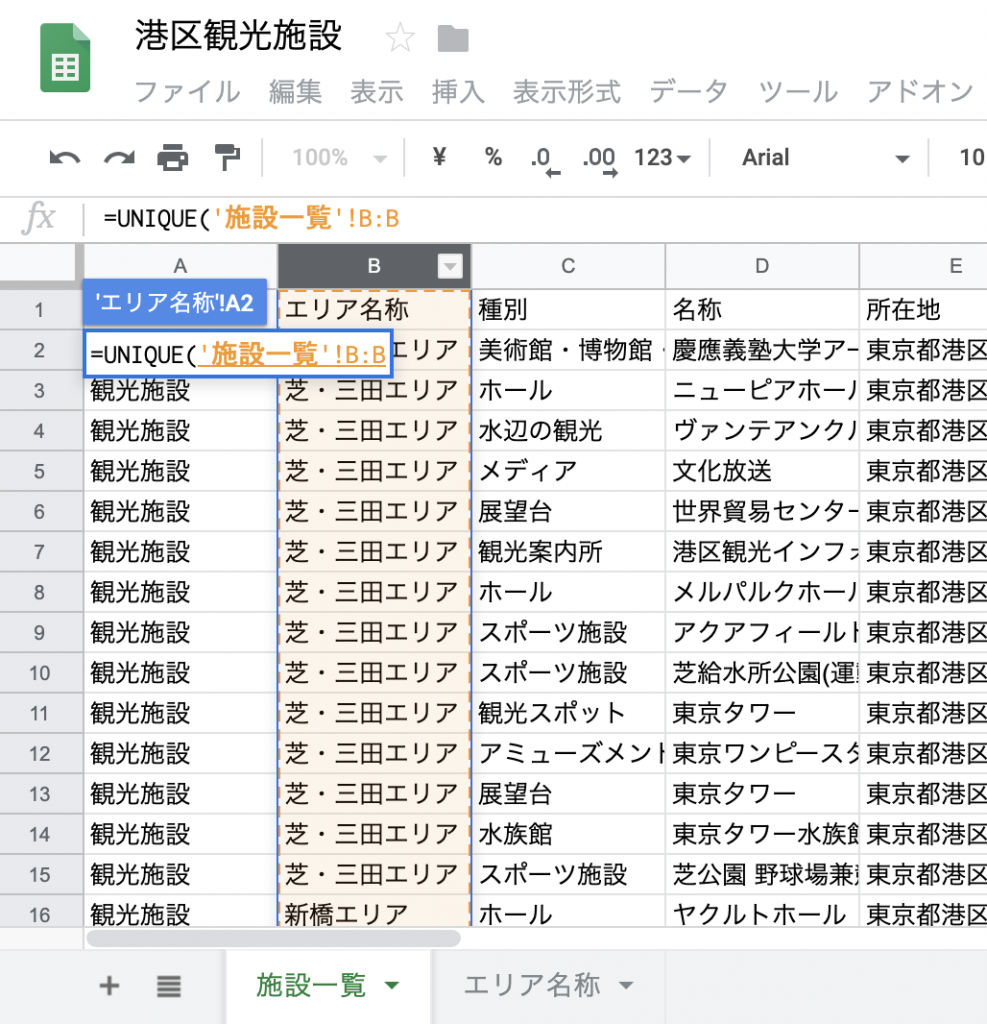 港区観光施設
ファイル 編集 表示 挿入 表示形式 データ ツール アドオン
100% ¥ % .0 .00 123 Arial 10
fx =UNIQUE('施設一覧'!B:B
A B C D E
'エリア名称'!A2
1 エリア名称 種別 名称 所在地
2 =UNIQUE('施設一覧'!B:B エリア 美術館・博物館・ 慶應義塾大学アー 東京都港区
3 観光施設 芝・三田エリア ホール ニューピアホール 東京都港区
4 観光施設 芝・三田エリア 水辺の観光 ヴァンテアンクル 東京都港区
5 観光施設 芝・三田エリア メディア 文化放送 東京都港区
6 観光施設 芝・三田エリア 展望台 世界貿易センター 東京都港区
7 観光施設 芝・三田エリア 観光案内所 港区観光インフォ 東京都港区
8 観光施設 芝・三田エリア ホール メルパルクホール 東京都港区
9 観光施設 芝・三田エリア スポーツ施設 アクアフィールド 東京都港区
10 観光施設 芝・三田エリア スポーツ施設 芝給水所公園(運動 東京都港区
11 観光施設 芝・三田エリア 観光スポット 東京タワー 東京都港区
12 観光施設 芝・三田エリア アミューズメント 東京ワンピースタ 東京都港区
13 観光施設 芝・三田エリア 展望台 東京タワー 東京都港区
14 観光施設 芝・三田エリア 水族館 東京タワー水族館 東京都港区
15 観光施設 芝・三田エリア スポーツ施設 芝公園 野球場兼 東京都港区
16 観光施設 新橋エリア ホール ヤクルトホール 東京都港区
施設一覧 エリア名称